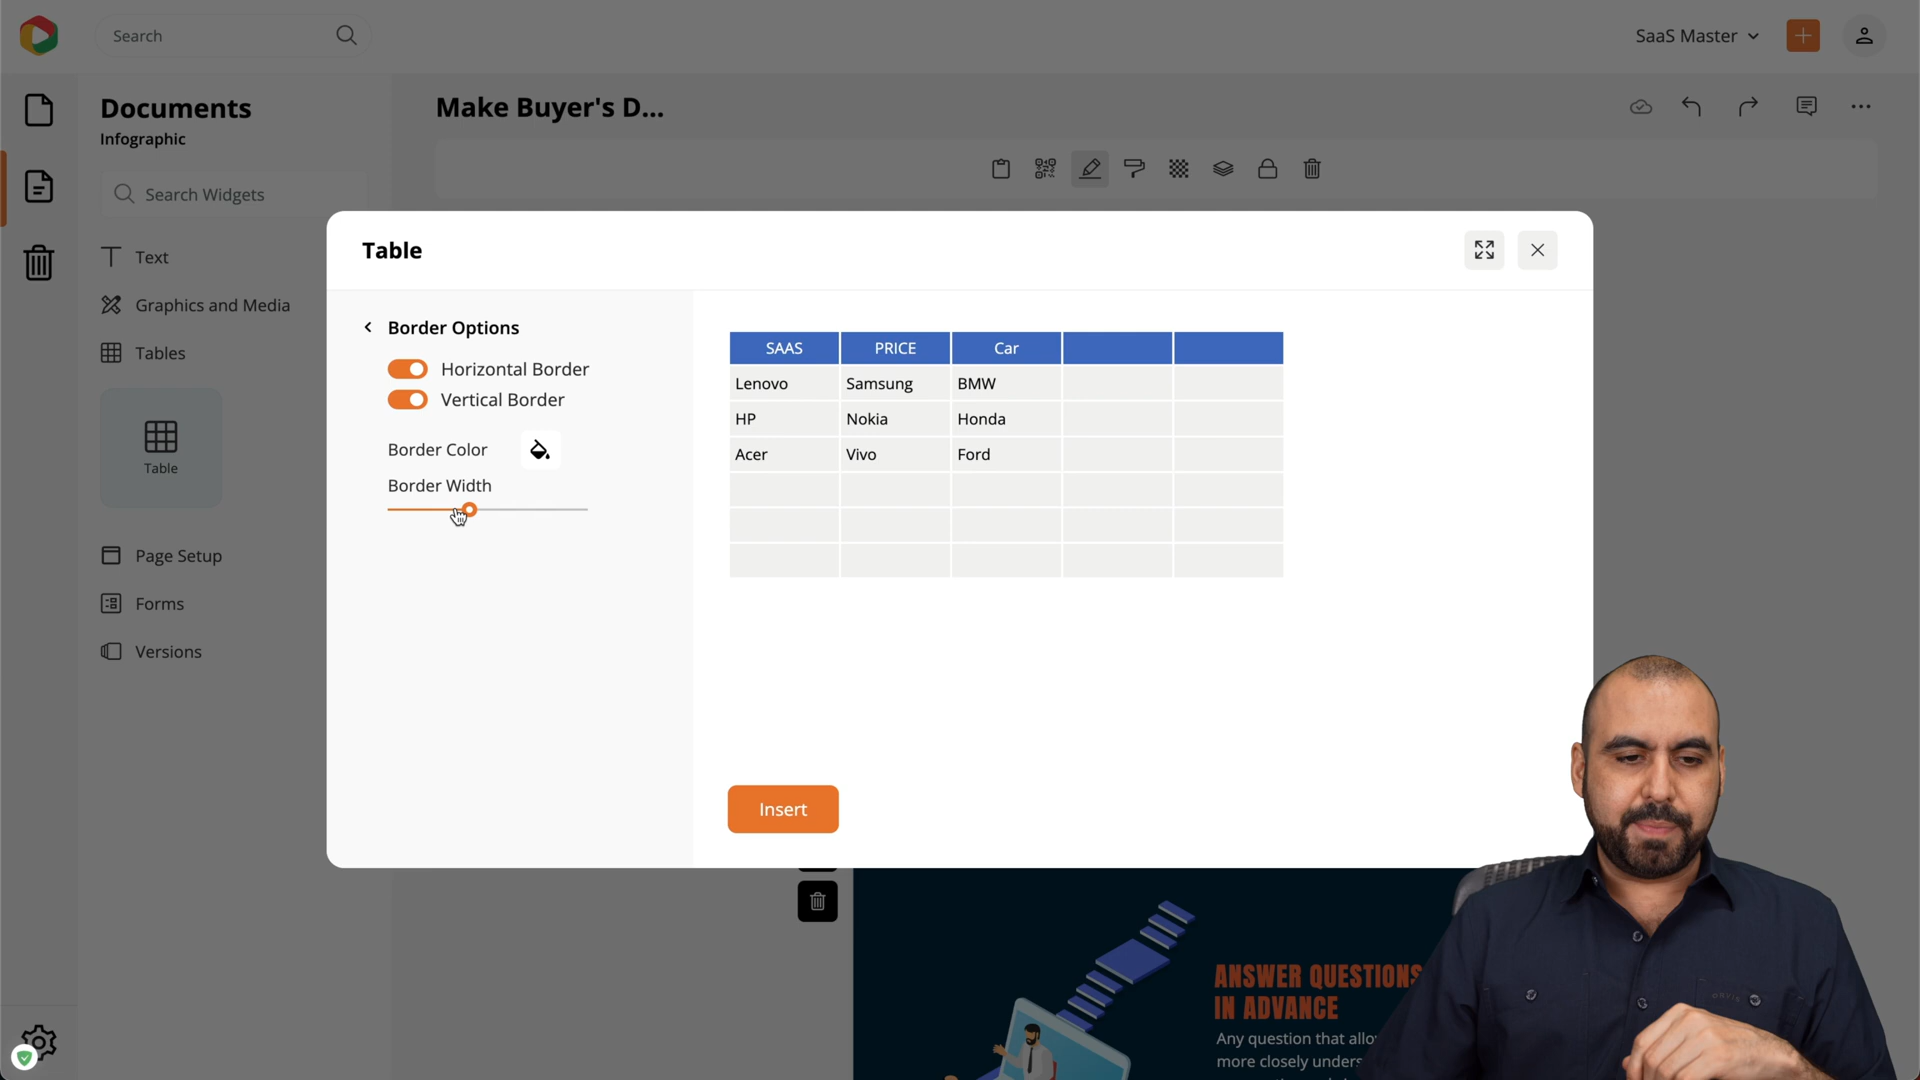 Search
SaaS Master
Documents
Infographic
Make Buyer's D...
Search Widgets
Text
Graphics and Media
Tables
Table
Page Setup
Forms
Versions
Table
Border Options
Horizontal Border
Vertical Border
Border Color
Border Width
SAAS PRICE Car
Lenovo Samsung BMW
HP Nokia Honda
Acer Vivo Ford
Insert
ANSWER QUESTIONS
IN ADVANCE
Any question that allo
more closely unders